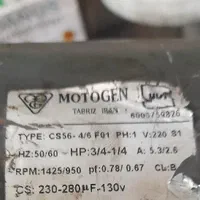 MOTOGEN
TABRIZ IRAN
TYPE: CS56-4/6 F01 PH:1 V:220 S1
HZ:50/60 - HP:3/4-1/4 A: 5.3/2.6
RPM:1425/950 pf:0.78/0.67 CL:B
CS: 230-280µF-130v